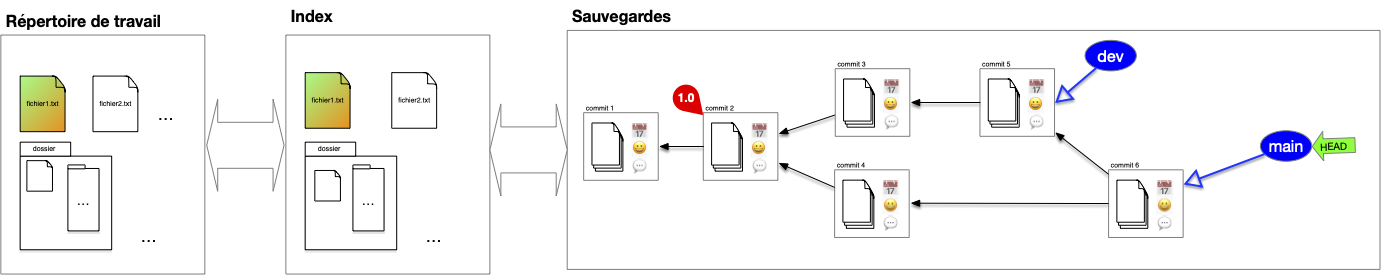 Répertoire de travail
fichier1.txt
fichier2.txt
...
dossier
...
...
Index
fichier1.txt
fichier2.txt
dossier
...
...
Sauvegardes
commit 1
17
1.0
commit 2
17
commit 3
17
commit 4
17
commit 5
17
dev
commit 6
17
main
HEAD